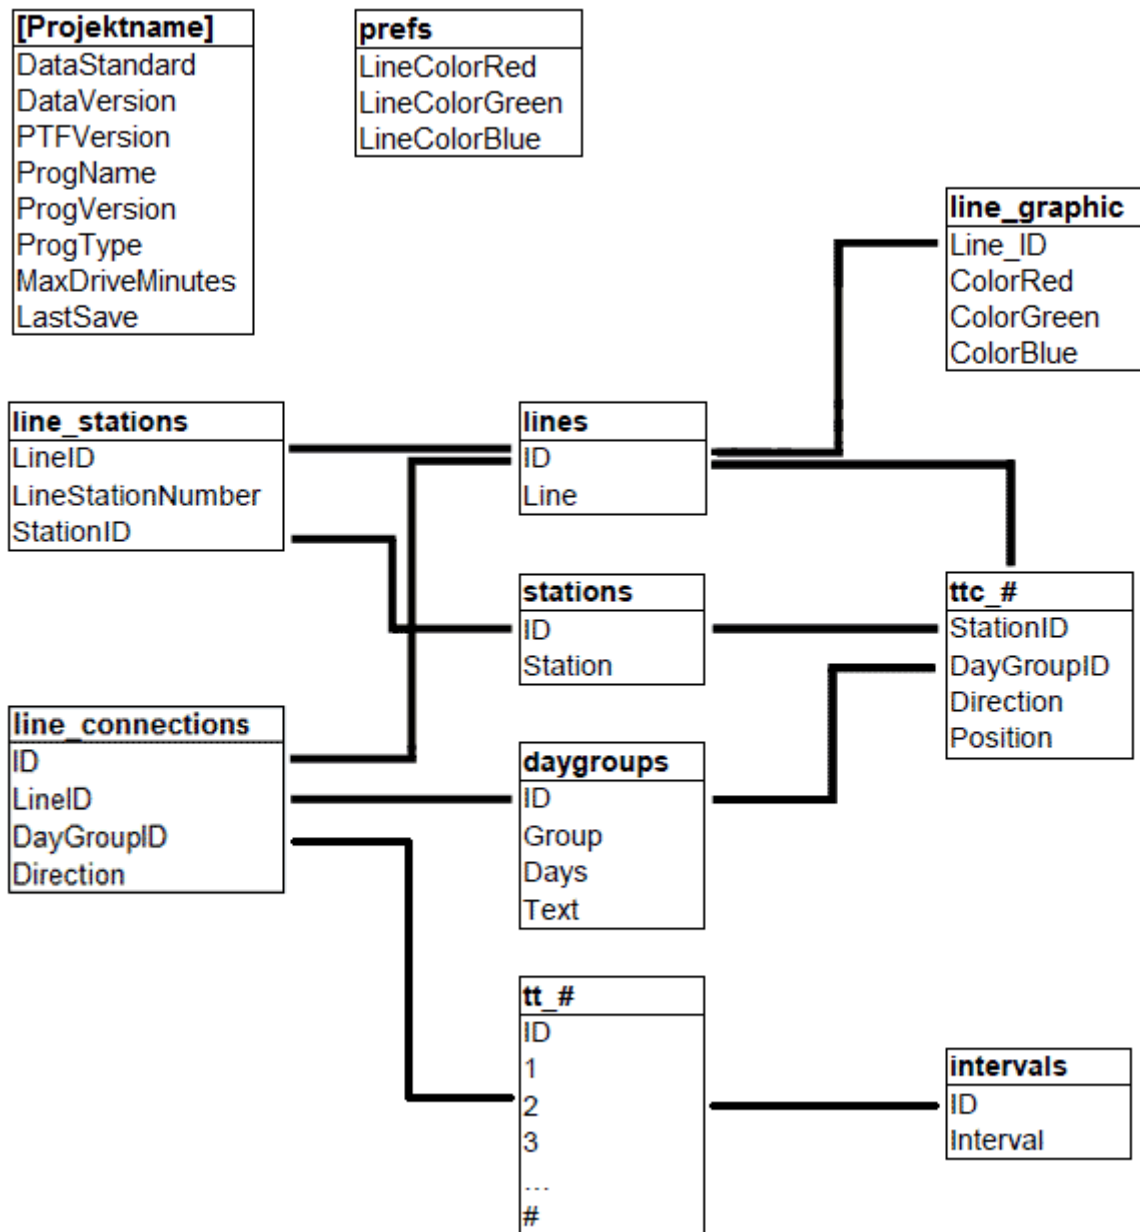 [Projektname]
DataStandard
DataVersion
PTFVersion
ProgName
ProgVersion
ProgType
MaxDriveMinutes
LastSave
prefs
LineColorRed
LineColorGreen
LineColorBlue
line_graphic
Line_ID
ColorRed
ColorGreen
ColorBlue
line_stations
LineID
LineStationNumber
StationID
lines
ID
Line
stations
ID
Station
ttc_#
StationID
DayGroupID
Direction
Position
line_connections
ID
LineID
DayGroupID
Direction
daygroups
ID
Group
Days
Text
tt_#
ID
1
2
3
...
#
intervals
ID
Interval